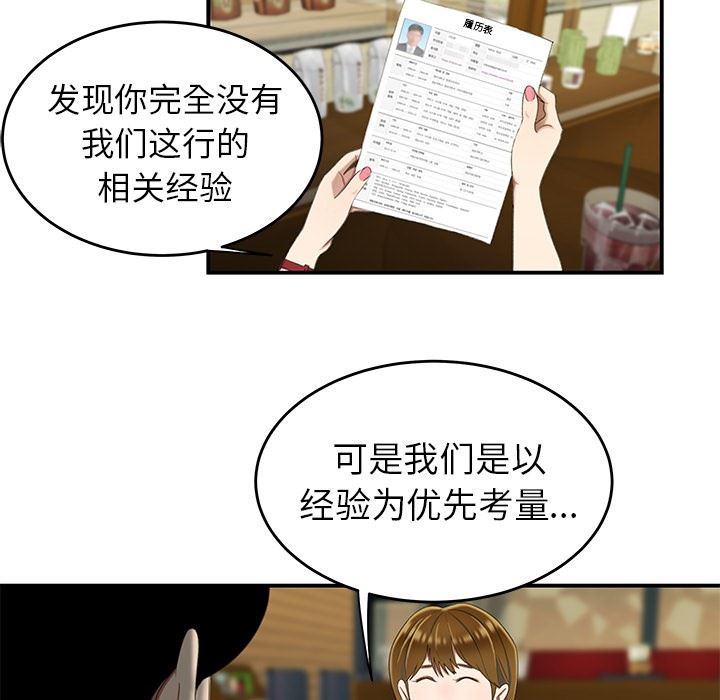 履历表
发现你完全没有
我们这行的
相关经验
可是我们是以
经验为优先考量…